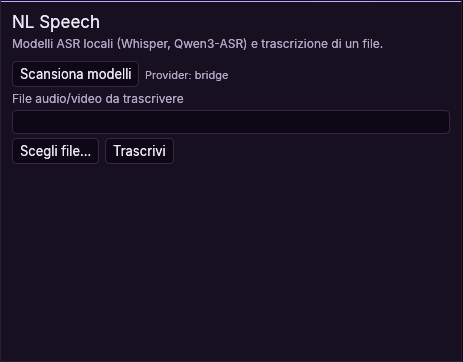 NL Speech
Modelli ASR locali (Whisper, Qwen3-ASR) e trascrizione di un file.
Scansiona modelli Provider: bridge
File audio/video da trascrivere
Scegli file... Trascrivi